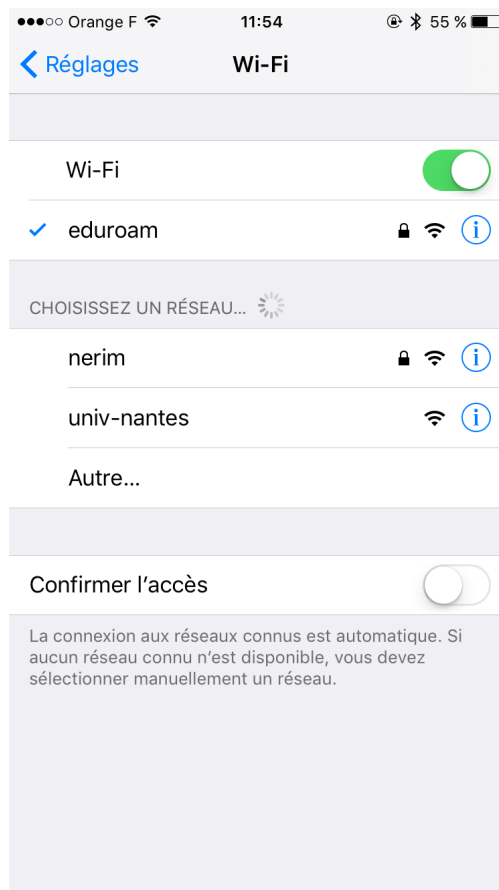 Orange F 11:54 55 %
Réglages Wi-Fi
Wi-Fi
eduroam
CHOISISSEZ UN RÉSEAU...
nerim
univ-nantes
Autre...
Confirmer l’accès
La connexion aux réseaux connus est automatique. Si
aucun réseau connu n’est disponible, vous devez
sélectionner manuellement un réseau.